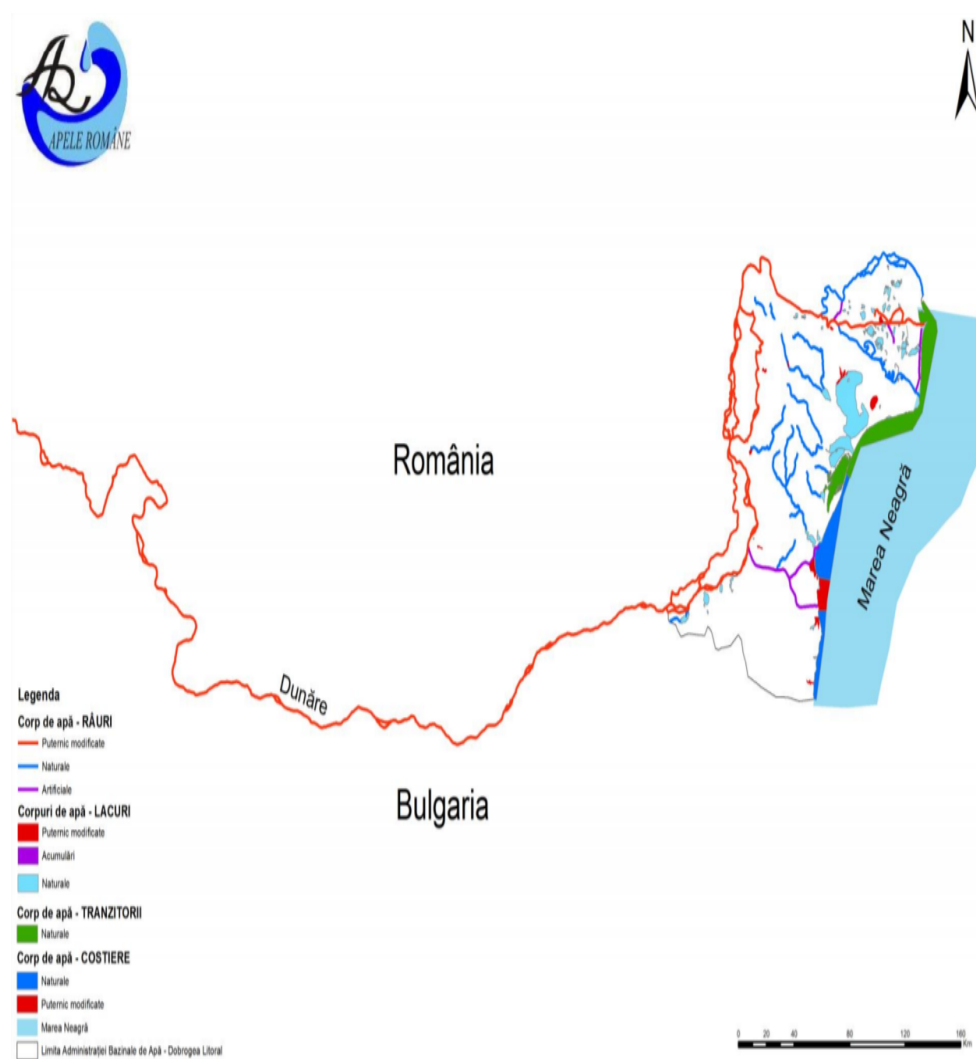 APELE ROMÂNE
N
România
Marea Neagră
Dunăre
Bulgaria
Legenda
Corp de apă - RÂURI
Puternic modificate
Naturale
Artificiale
Corpuri de apă - LACURI
Puternic modificate
Acumulări
Naturale
Corp de apă - TRANZITORII
Naturale
Corp de apă - COSTIERE
Naturale
Puternic modificate
Marea Neagră
Limita Administrației Bazinale de Apă - Dobrogea Litoral
0 20 40 80 120 160
Km